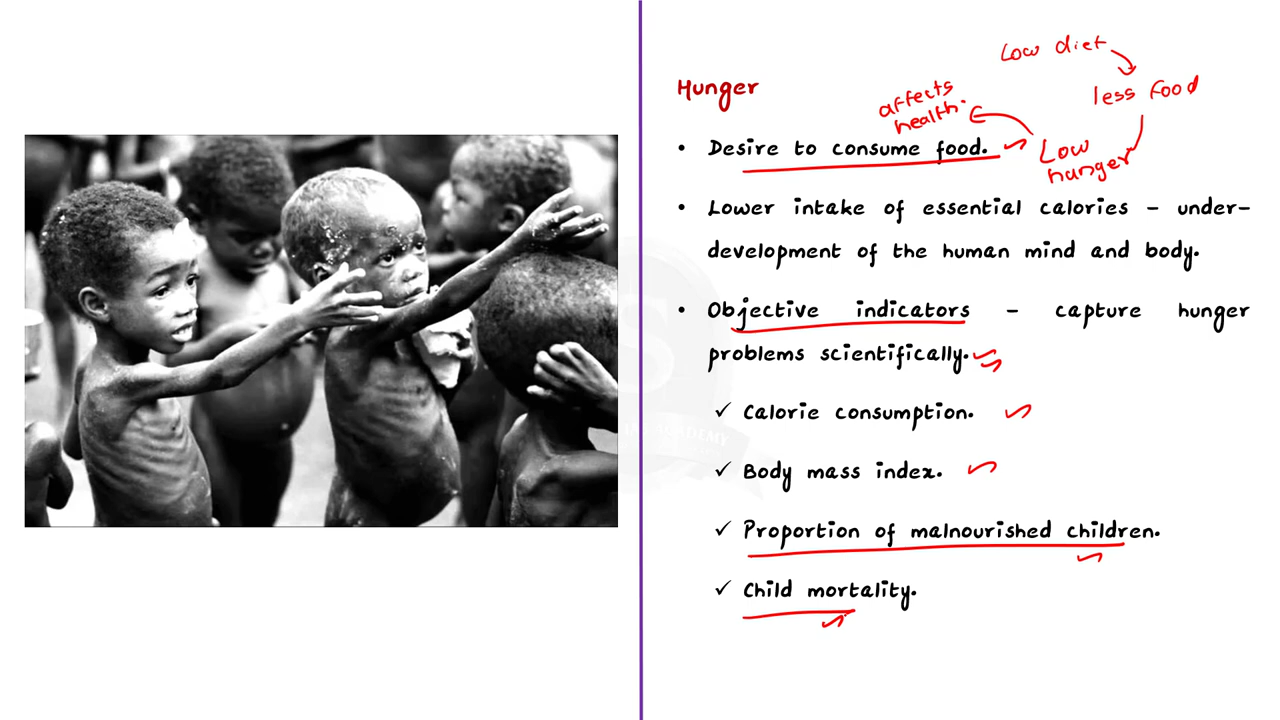 Low diet
less food
Hunger
affects
health.
• Desire to consume food.
Low
hunger
• Lower intake of essential calories – under-
development of the human mind and body.
• Objective indicators – capture hunger
problems scientifically.
✓ Calorie consumption.
✓ Body mass index.
✓ Proportion of malnourished children.
✓ Child mortality.
ACADEMY